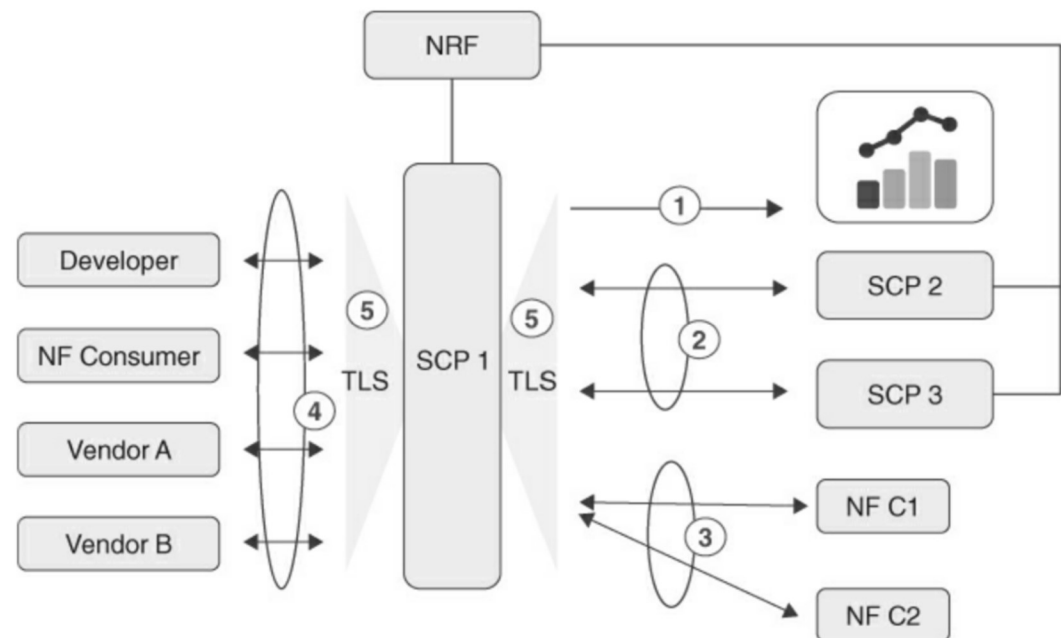 NRF
1
Developer
SCP 2
5
5
NF Consumer
2
SCP 1
TLS
TLS
SCP 3
4
Vendor A
NF C1
3
Vendor B
NF C2